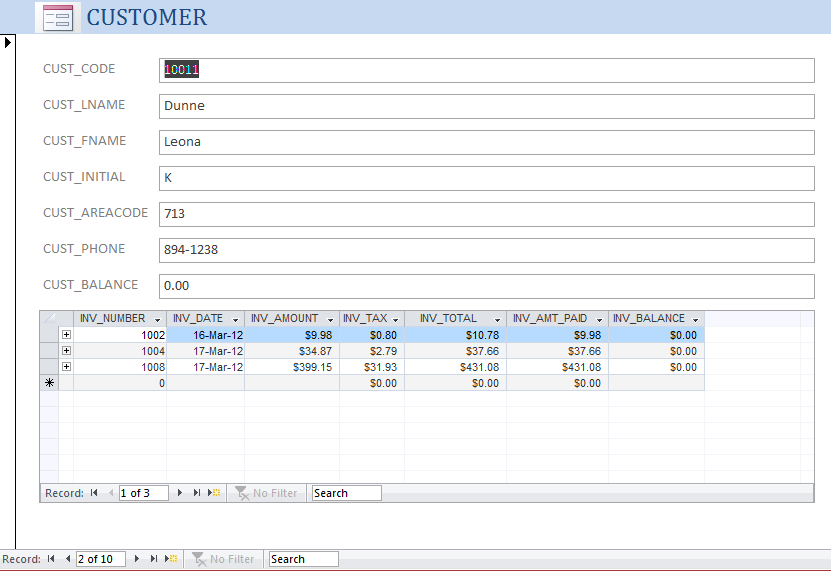 CUSTOMER
CUST_CODE 10011
CUST_LNAME Dunne
CUST_FNAME Leona
CUST_INITIAL K
CUST_AREACODE 713
CUST_PHONE 894-1238
CUST_BALANCE 0.00
INV_NUMBER INV_DATE INV_AMOUNT INV_TAX INV_TOTAL INV_AMT_PAID INV_BALANCE
1002 16-Mar-12 $9.98 $0.80 $10.78 $9.98 $0.00
1004 17-Mar-12 $34.87 $2.79 $37.66 $37.66 $0.00
1008 17-Mar-12 $399.15 $31.93 $431.08 $431.08 $0.00
0 $0.00 $0.00 $0.00
Record: 1 of 3 No Filter Search
Record: 2 of 10 No Filter Search